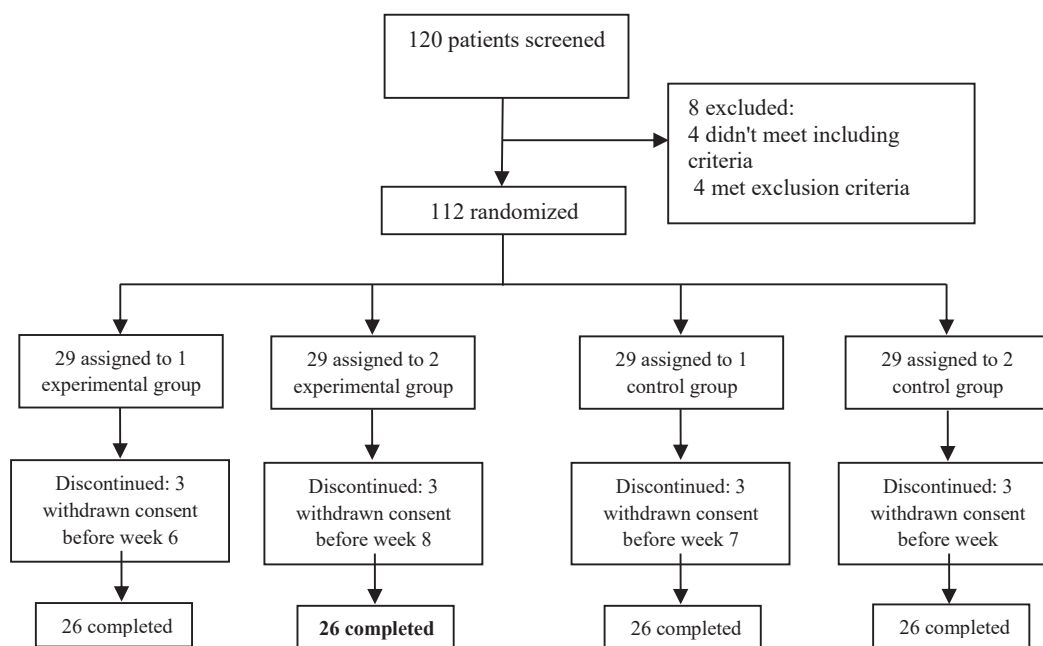 120 patients screened
8 excluded:
4 didn't meet including
criteria
4 met exclusion criteria
112 randomized
29 assigned to 1
experimental group
29 assigned to 2
experimental group
29 assigned to 1
control group
29 assigned to 2
control group
Discontinued: 3
withdrawn consent
before week 6
Discontinued: 3
withdrawn consent
before week 8
Discontinued: 3
withdrawn consent
before week 7
Discontinued: 3
withdrawn consent
before week
26 completed
26 completed
26 completed
26 completed